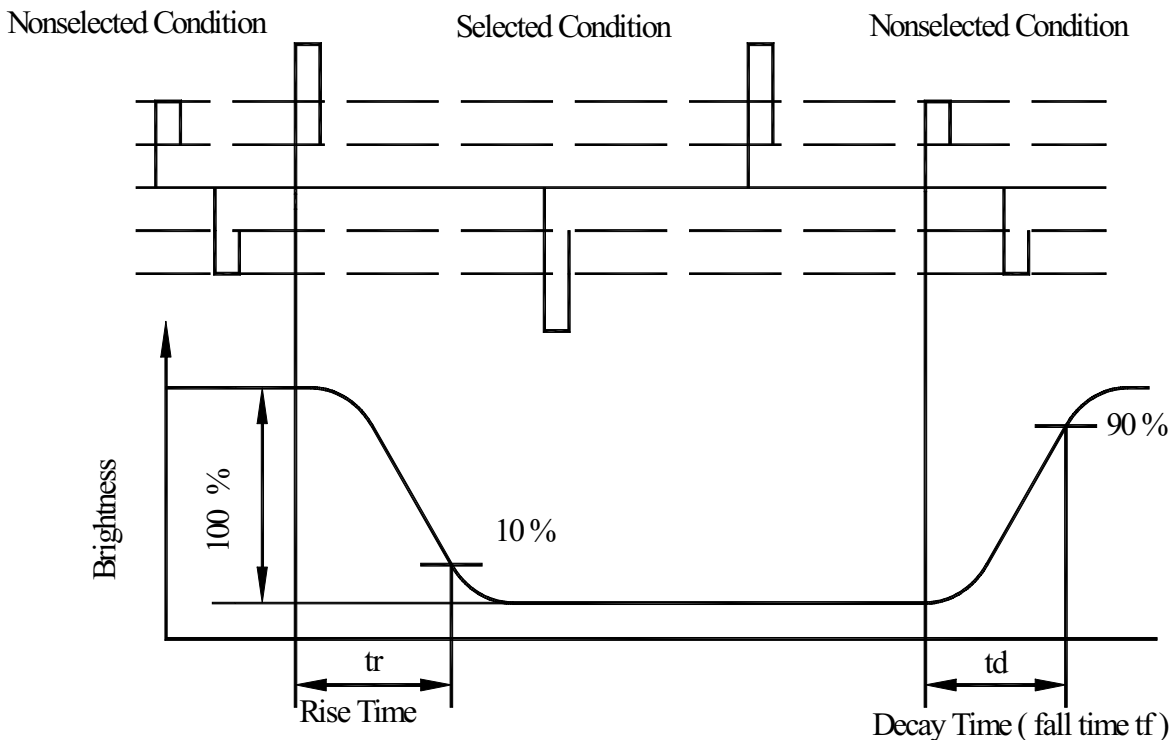 Nonselected Condition
Selected Condition
Nonselected Condition
90 %
100 %
Brightness
10 %
tr
td
Rise Time
Decay Time ( fall time tf )